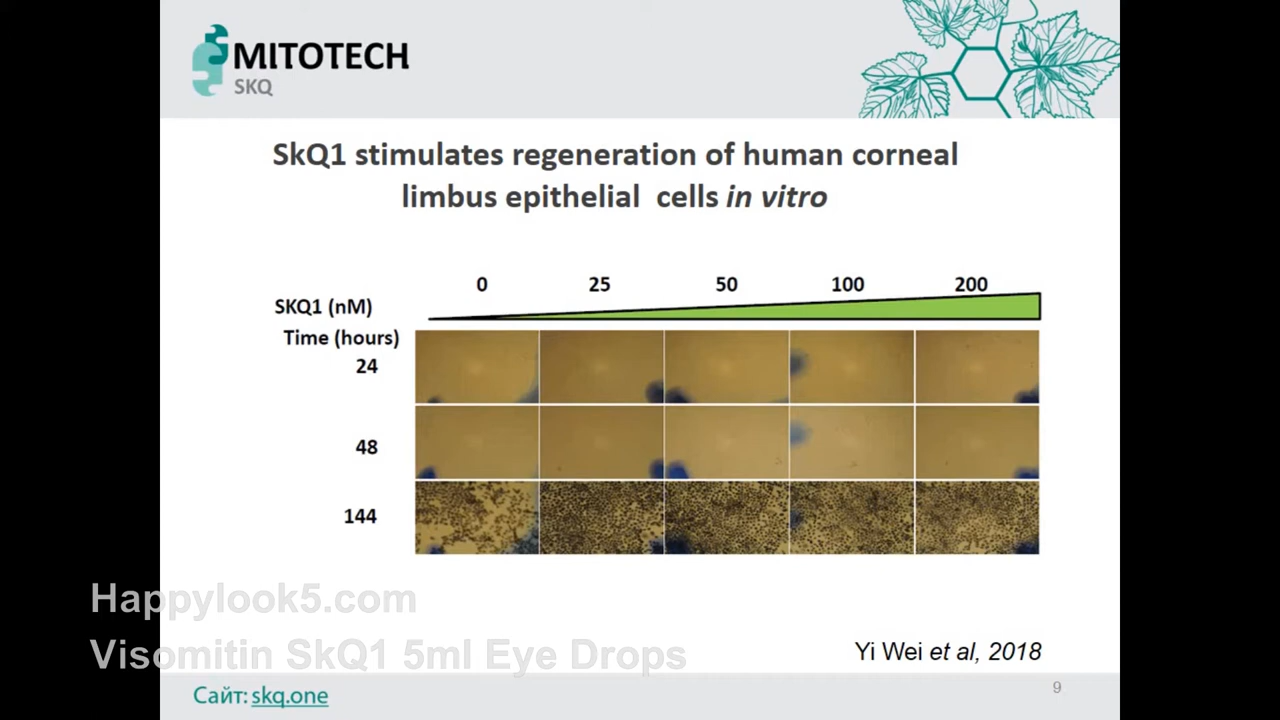 MITOTECH
SKQ
SkQ1 stimulates regeneration of human corneal
limbus epithelial cells in vitro
0 25 50 100 200
SKQ1 (nM)
Time (hours)
24
48
144
Happylook5.com
Visomitin SkQ1 5ml Eye Drops
Yi Wei et al, 2018
Сайт: skq.one
9